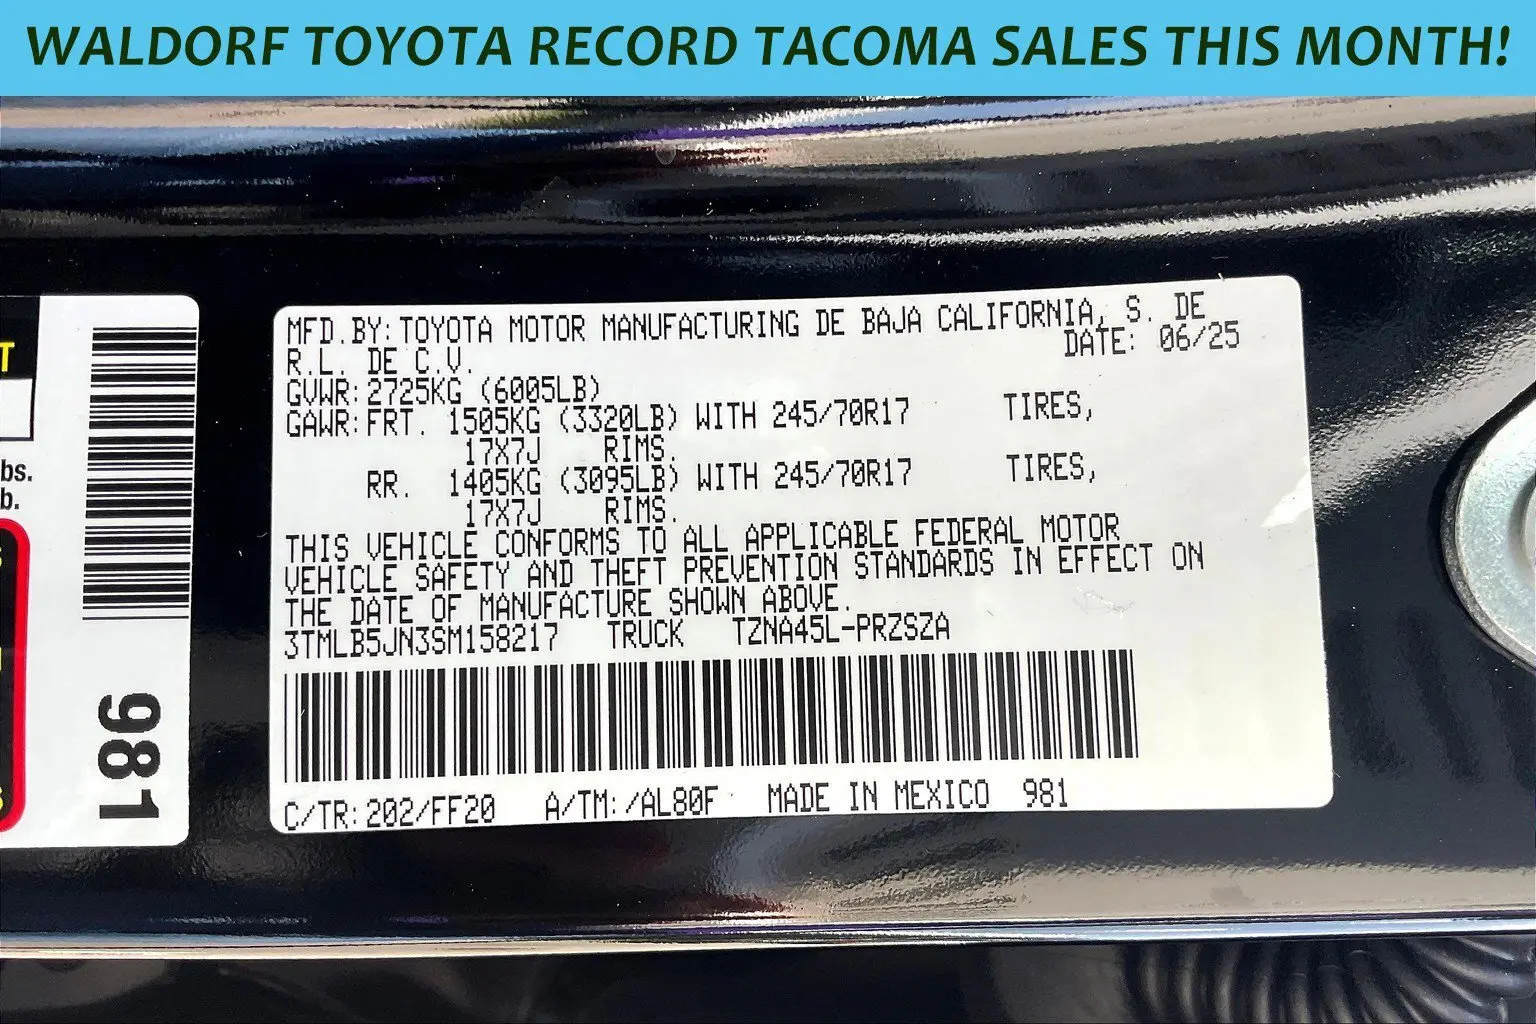 WALDORF TOYOTA RECORD TACOMA SALES THIS MONTH!
MFD.BY: TOYOTA MOTOR MANUFACTURING DE BAJA CALIFORNIA, S. DE
R.L. DE C.V. DATE: 06/25
GVWR: 2725KG (6005LB)
GAWR: FRT. 1505KG (3320LB) WITH 245/70R17 TIRES,
17X7J RIMS.
RR. 1405KG (3095LB) WITH 245/70R17 TIRES,
17X7J RIMS.
THIS VEHICLE CONFORMS TO ALL APPLICABLE FEDERAL MOTOR
VEHICLE SAFETY AND THEFT PREVENTION STANDARDS IN EFFECT ON
THE DATE OF MANUFACTURE SHOWN ABOVE.
3TMLB5JN3SM158217 TRUCK TZNA45L-PRZSZA
C/TR: 202/FF20 A/TM: /AL80F MADE IN MEXICO 981
T
bs.
b.
981